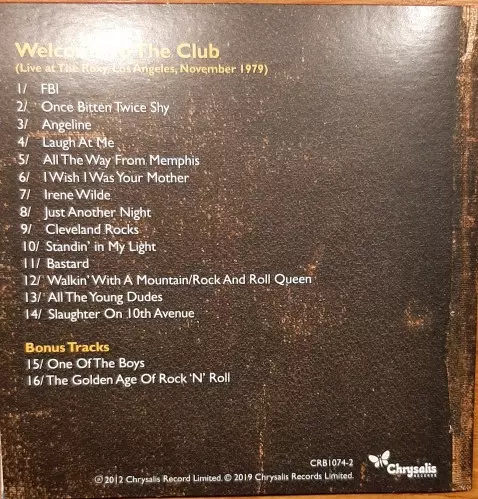 Welcome To The Club
(Live at The Roxy, Los Angeles, November 1979)
1/ FBI
2/ Once Bitten Twice Shy
3/ Angeline
4/ Laugh At Me
5/ All The Way From Memphis
6/ I Wish I Was Your Mother
7/ Irene Wilde
8/ Just Another Night
9/ Cleveland Rocks
10/ Standin' in My Light
11/ Bastard
12/ Walkin' With A Mountain/Rock And Roll Queen
13/ All The Young Dudes
14/ Slaughter On 10th Avenue
Bonus Tracks
15/ One Of The Boys
16/ The Golden Age Of Rock 'N' Roll
CRB1074-2
Chrysalis
RECORDS
℗ 2012 Chrysalis Record Limited. © 2019 Chrysalis Records Limited.